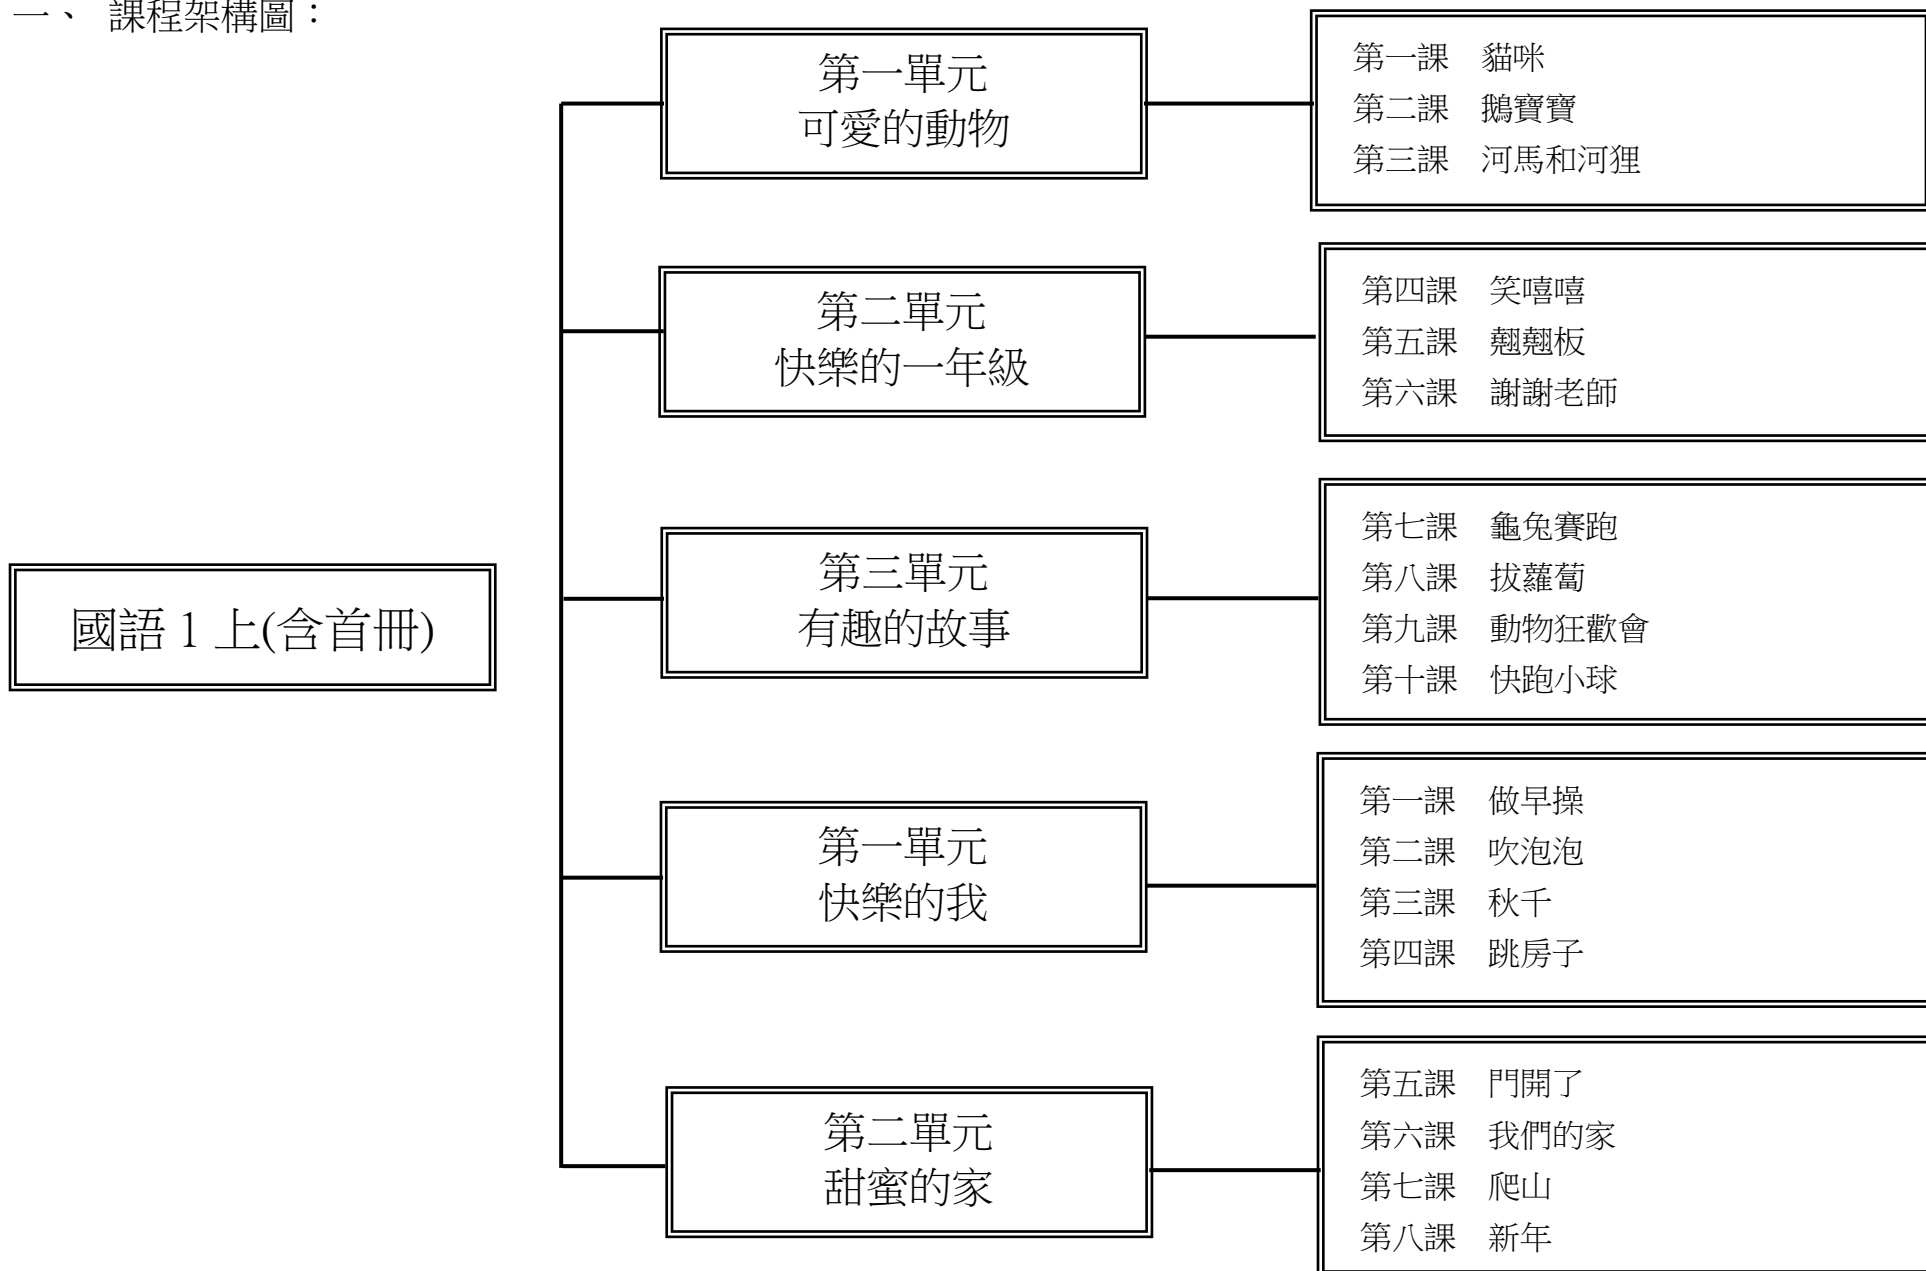 一、 課程架構圖：
國語 1 上(含首冊)
第一單元
可愛的動物
第一課　貓咪
第二課　鵝寶寶
第三課　河馬和河狸
第二單元
快樂的一年級
第四課　笑嘻嘻
第五課　翹翹板
第六課　謝謝老師
第三單元
有趣的故事
第七課　龜兔賽跑
第八課　拔蘿蔔
第九課　動物狂歡會
第十課　快跑小球
第一單元
快樂的我
第一課　做早操
第二課　吹泡泡
第三課　秋千
第四課　跳房子
第二單元
甜蜜的家
第五課　門開了
第六課　我們的家
第七課　爬山
第八課　新年